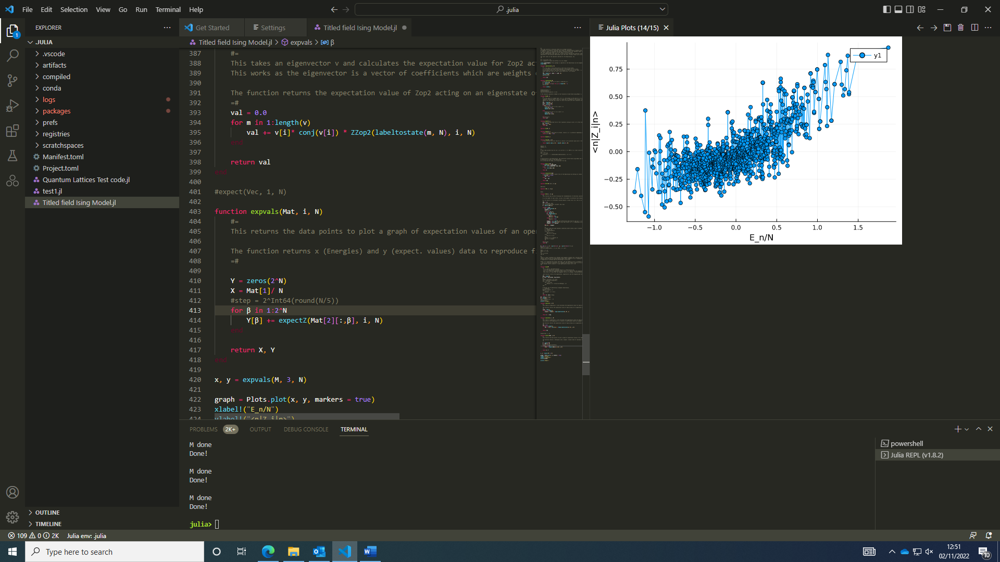 File Edit Selection View Go Run Terminal Help
.julia
EXPLORER
JULIA
.vscode
artifacts
compiled
conda
logs
packages
prefs
registries
scratchspaces
Manifest.toml
Project.toml
Quantum Lattices Test code.jl
test1.jl
Titled field Ising Model.jl
OUTLINE
TIMELINE
Get Started
Settings
Titled field Ising Model.jl
Titled field Ising Model.jl > expvals > β
387 #=
388 This takes an eigenvector v and calculates the expectation value for Zop2 act
389 This works as the eigenvector is a vector of coefficients which are weights
390
391 The function returns the expectation value of Zop2 acting on an eigenstate o
392 =#
393 val = 0.0
394 for m in 1:length(v)
395 val += v[i]* conj(v[i]) * ZZop2(labeltostate(m, N), i, N)
396 end
397
398 return val
399 end
400
401 #expect(Vec, 1, N)
402
403 function expvals(Mat, i, N)
404 #=
405 This returns the data points to plot a graph of expectation values of an ope
406
407 The function returns x (Energies) and y (expect. values) data to reproduce f
408 =#
409
410 Y = zeros(2^N)
411 X = Mat[1]/ N
412 #step = 2^Int64(round(N/5))
413 for β in 1:2^N
414 Y[β] += expectZ(Mat[2][:,β], i, N)
415 end
416
417 return X, Y
418 end
419
420 x, y = expvals(M, 3, N)
421
422 graph = Plots.plot(x, y, markers = true)
423 xlabel!("E_n/N")
424 ylabel!("<n|Z_i|n>")
Julia Plots (14/15)
y1
0.75
0.50
0.25
0.00
−0.25
−0.50
<n|Z_i|n>
−1.0 −0.5 0.0 0.5 1.0 1.5
E_n/N
PROBLEMS 2K+ OUTPUT DEBUG CONSOLE TERMINAL
M done
Done!
M done
Done!
M done
Done!
julia>
powershell
Julia REPL (v1.8.2)
1
109 0 2K Julia env: .julia
Type here to search
12:51
02/11/2022
10